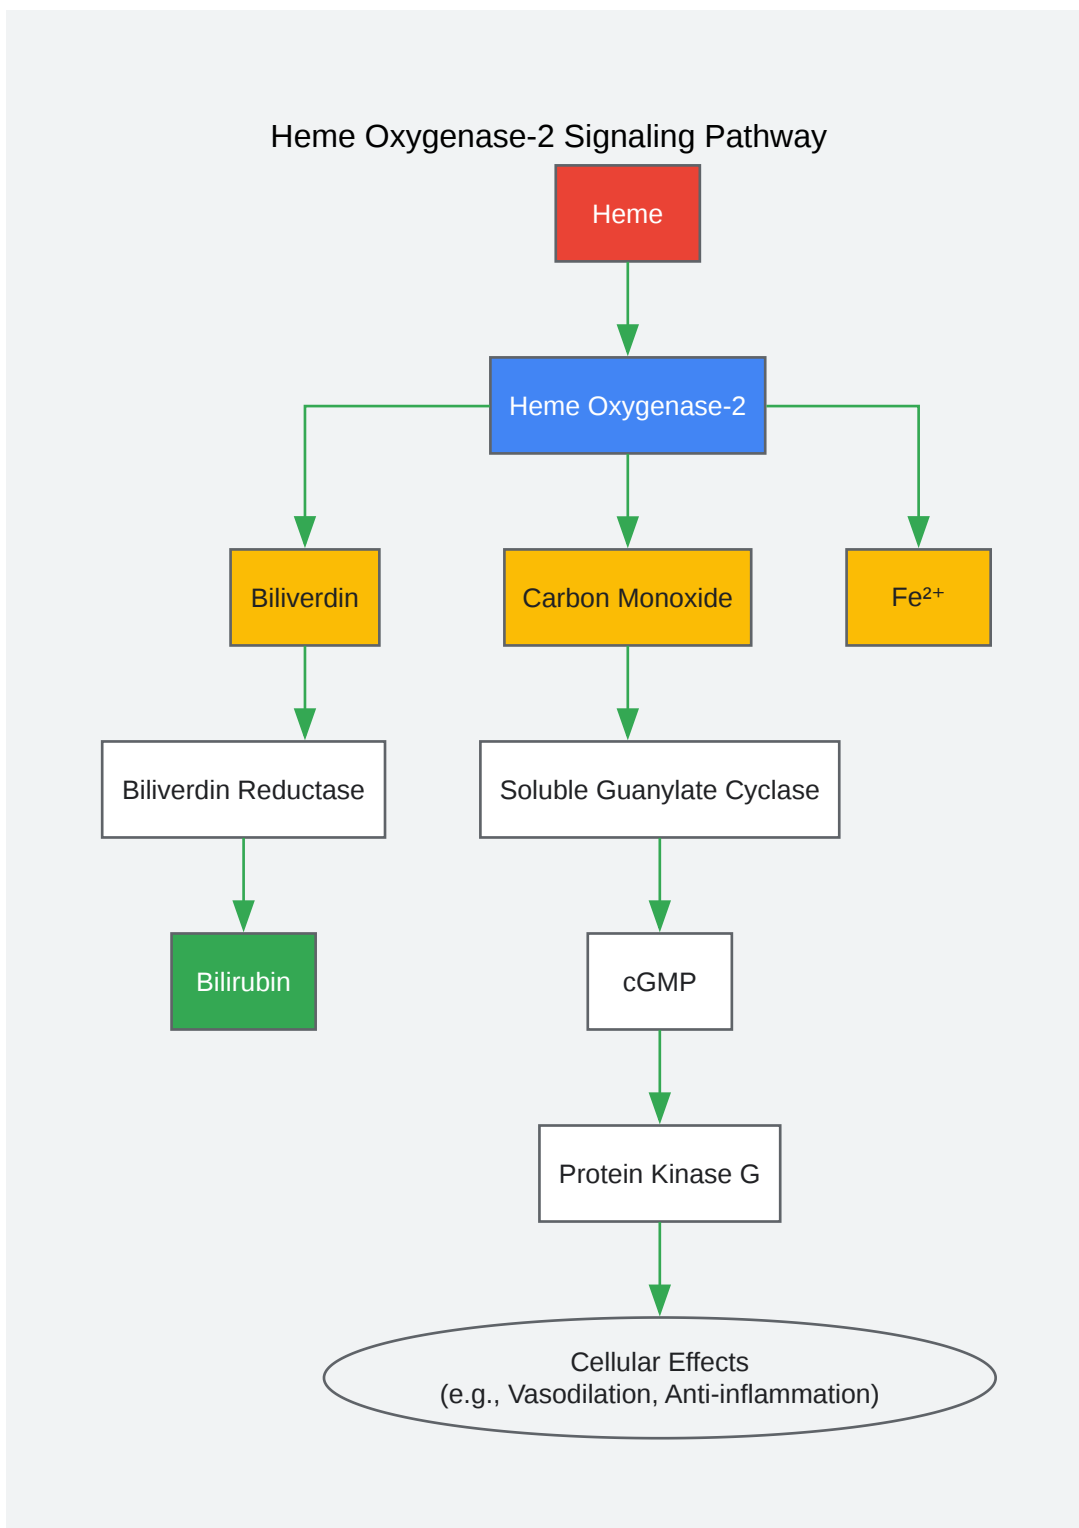 Heme Oxygenase-2 Signaling Pathway
Heme
Heme Oxygenase-2
Biliverdin
Carbon Monoxide
Fe²⁺
Biliverdin Reductase
Soluble Guanylate Cyclase
Bilirubin
cGMP
Protein Kinase G
Cellular Effects
(e.g., Vasodilation, Anti-inflammation)